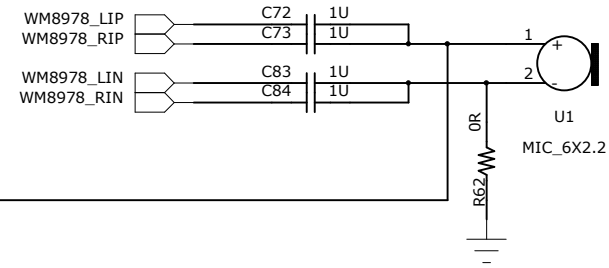 WM8978_LIP
C72 1U
WM8978_RIP
C73 1U
1
+
WM8978_LIN
C83 1U
2
-
WM8978_RIN
C84 1U
U1
0R
MIC_6X2.2
R62